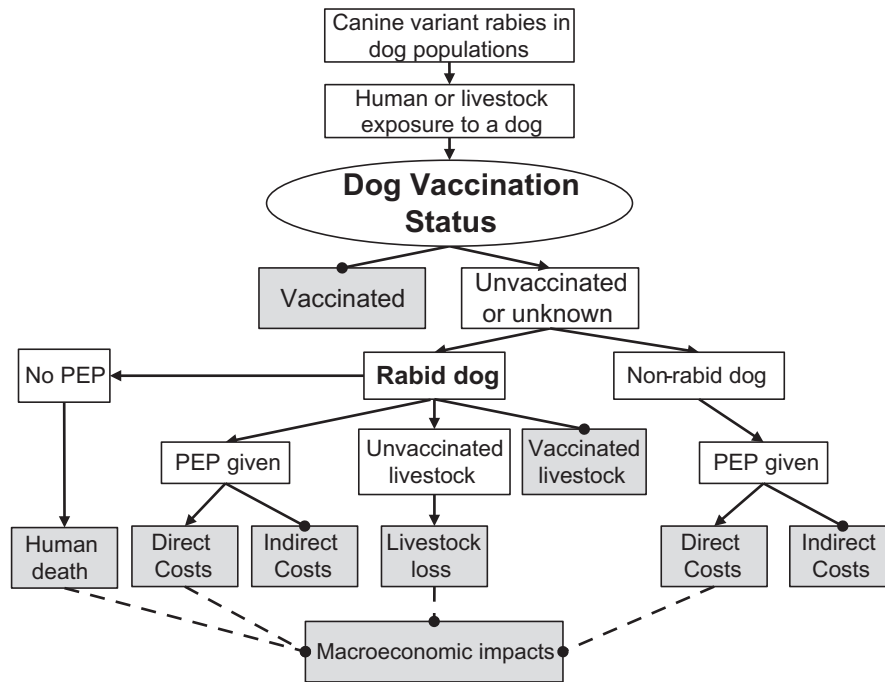 Canine variant rabies in
dog populations
Human or livestock
exposure to a dog
Dog Vaccination
Status
Vaccinated
Unvaccinated
or unknown
No PEP
Rabid dog
Non-rabid dog
PEP given
Unvaccinated
livestock
Vaccinated
livestock
PEP given
Human
death
Direct
Costs
Indirect
Costs
Livestock
loss
Direct
Costs
Indirect
Costs
Macroeconomic impacts